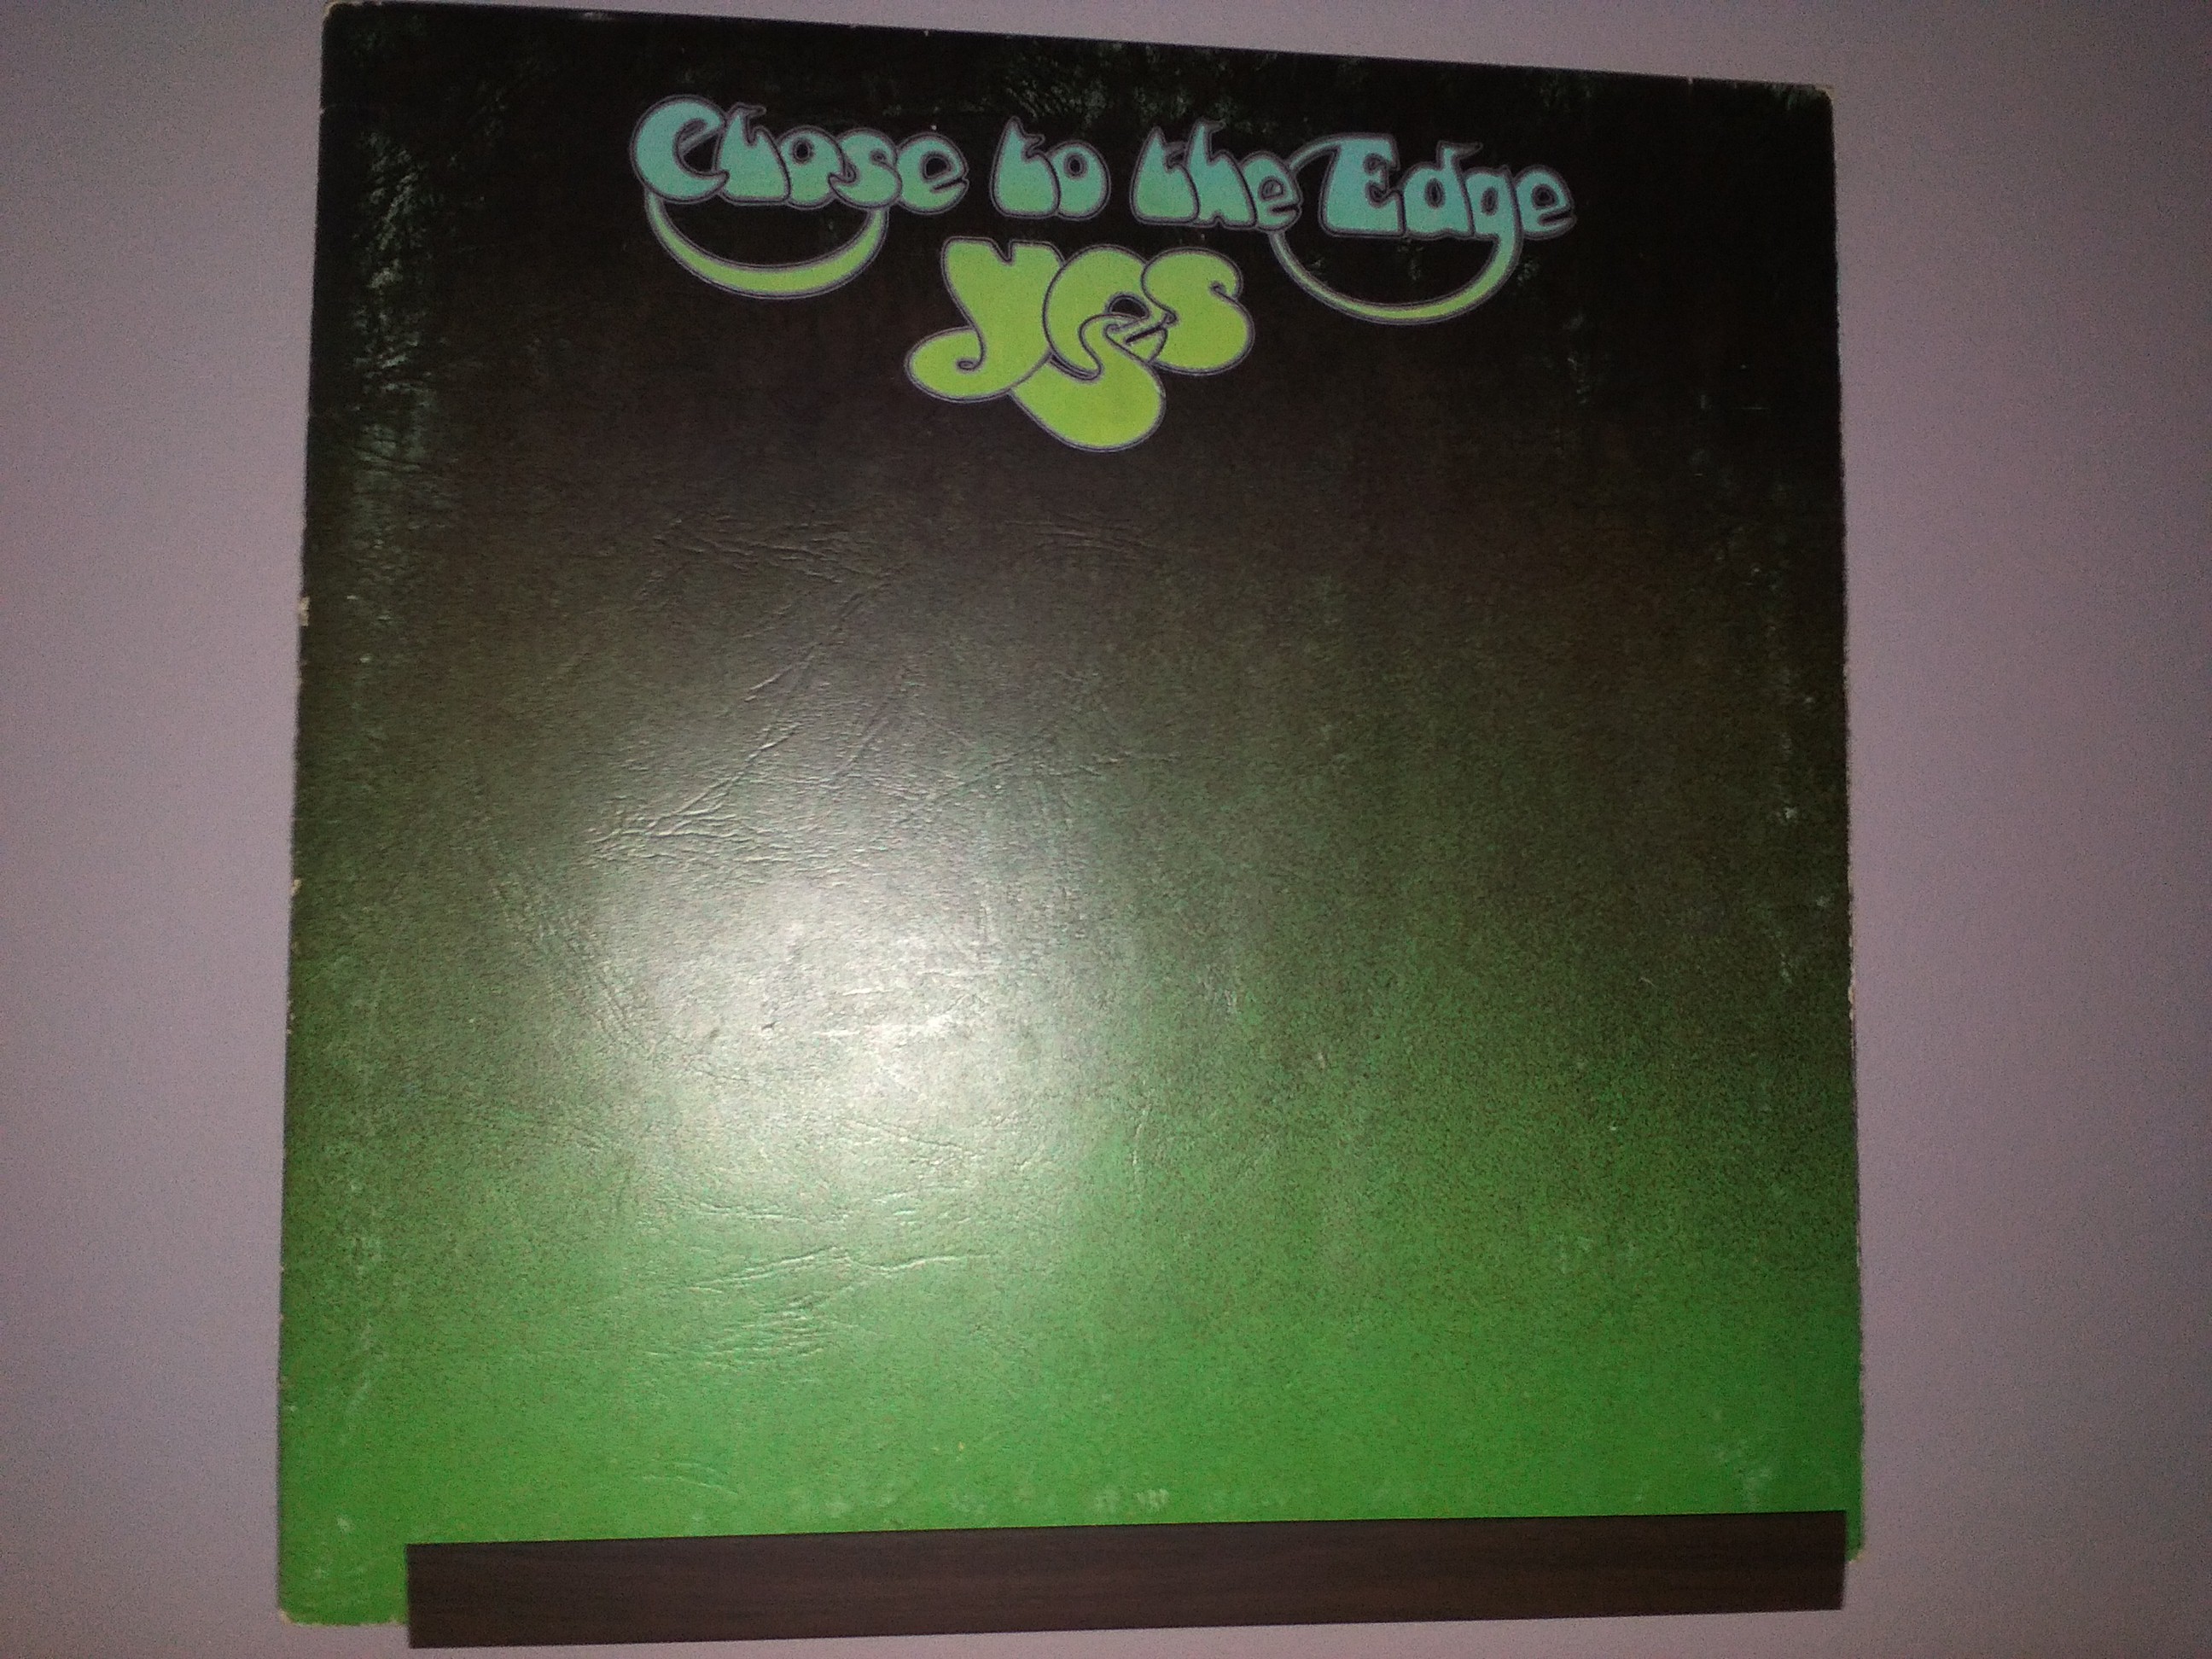 Close to the Edge
yes